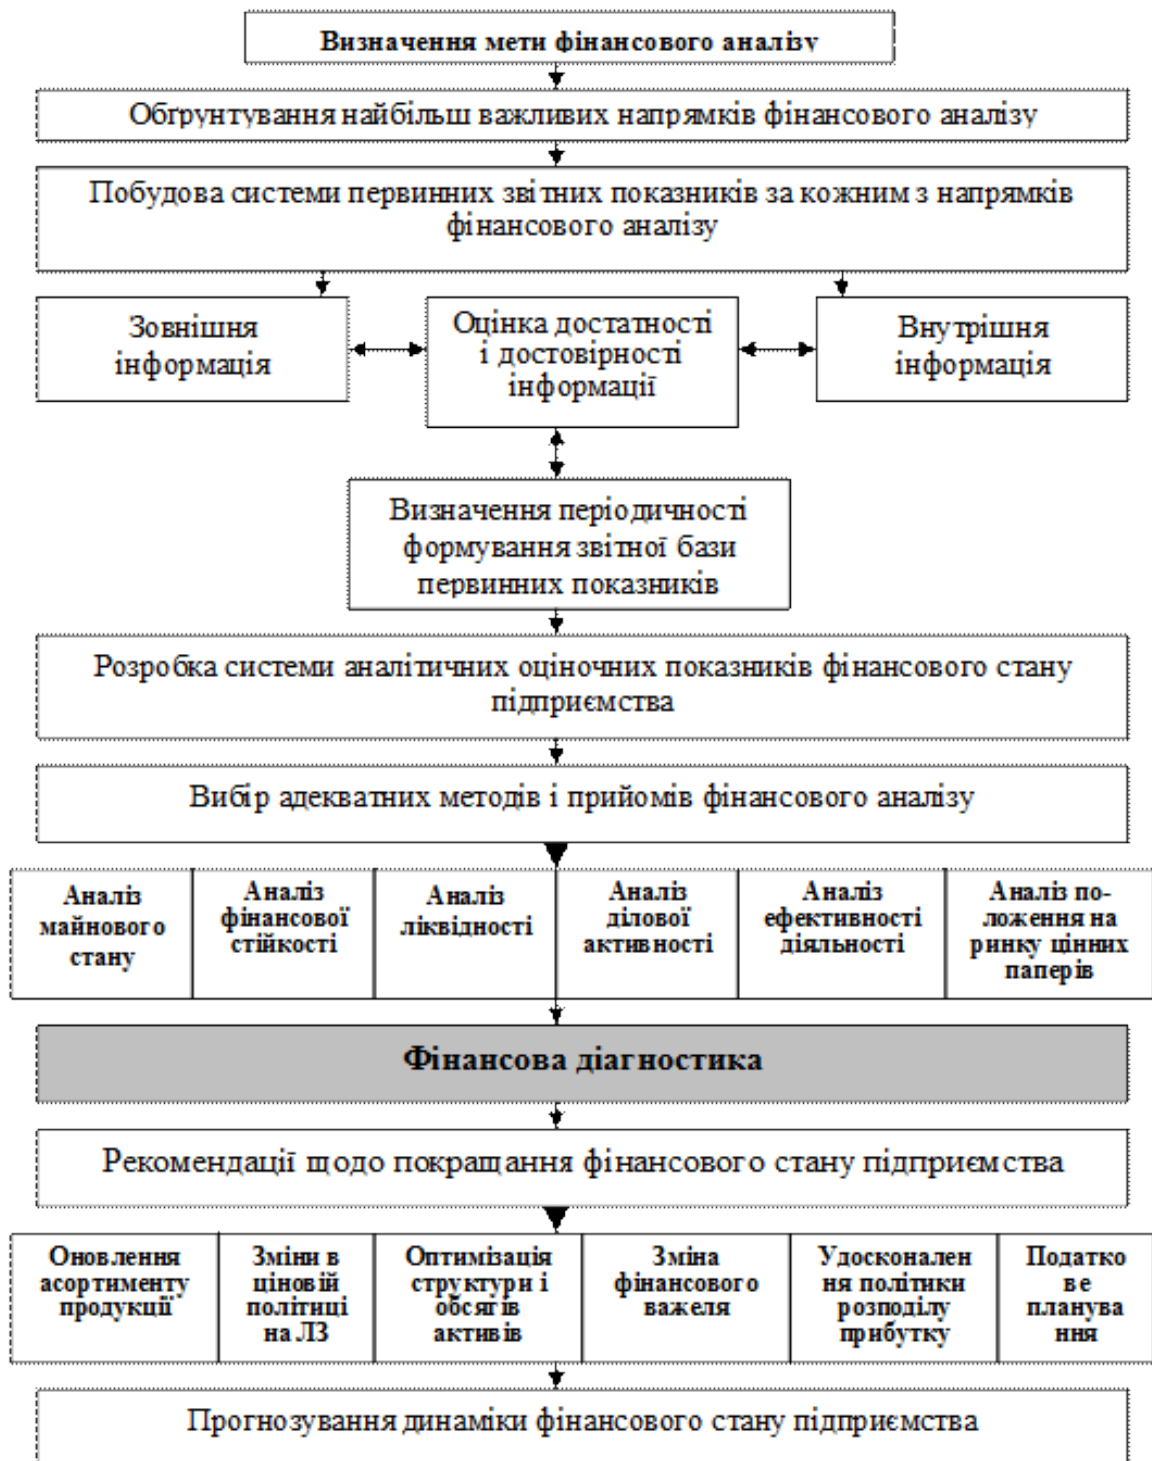 Визначення мети фінансового аналізу
Обґрунтування найбільш важливих напрямків фінансового аналізу
Побудова системи первинних звітних показників за кожним з напрямків
фінансового аналізу
Зовнішня
інформація
Оцінка достатності
і достовірності
інформації
Внутрішня
інформація
Визначення періодичності
формування звітної бази
первинних показників
Розробка системи аналітичних оціночних показників фінансового стану
підприємства
Вибір адекватних методів і прийомів фінансового аналізу
Аналіз
майнового
стану
Аналіз
фінансової
стійкості
Аналіз
ліквідності
Аналіз
ділової
активності
Аналіз
ефективності
діяльності
Аналіз по-
ложення на
ринку цінних
паперів
Фінансова діагностика
Рекомендації щодо покращання фінансового стану підприємства
Оновлення
асортименту
продукції
Зміни в
ціновій
політиці
на ЛЗ
Оптимізація
структури і
обсягів
активів
Зміна
фінансового
важеля
Удосконален
ня політики
розподілу
прибутку
Податко
ве
планува
ння
Прогнозування динаміки фінансового стану підприємства